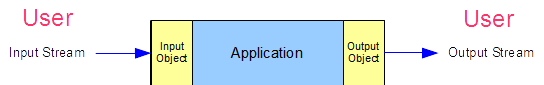 User
Input Stream
Input
Object
Application
Output
Object
User
Output Stream